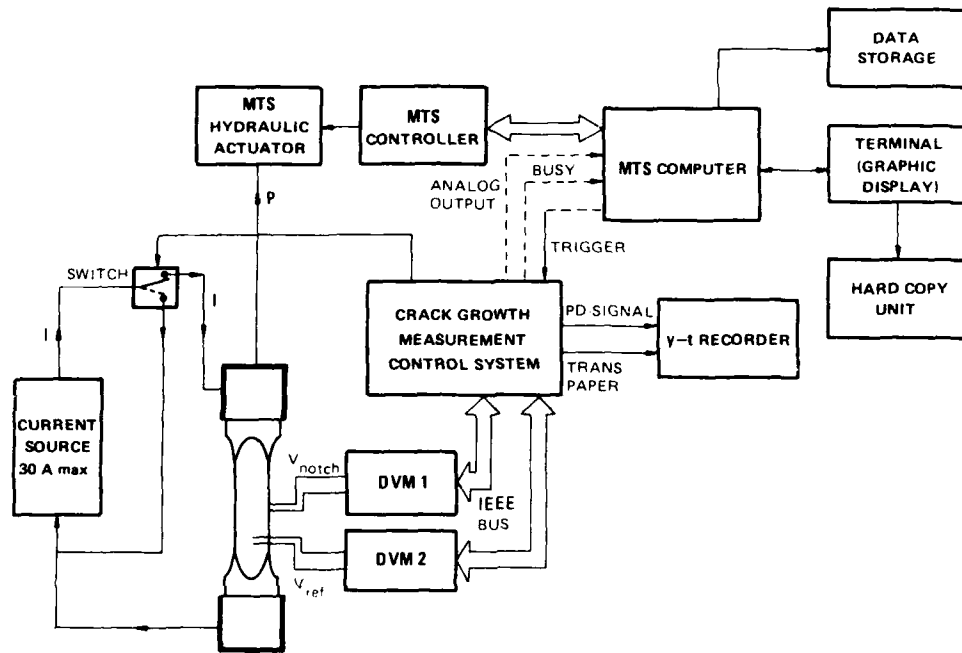 DATA
STORAGE
MTS
HYDRAULIC
ACTUATOR
MTS
CONTROLLER
MTS COMPUTER
TERMINAL
(GRAPHIC
DISPLAY)
ANALOG
OUTPUT
BUSY
P
TRIGGER
SWITCH
I
I
HARD COPY
UNIT
CRACK GROWTH
MEASUREMENT
CONTROL SYSTEM
PD SIGNAL
TRANS
PAPER
y-t RECORDER
CURRENT
SOURCE
30 A max
V notch
DVM 1
IEEE
BUS
DVM 2
V ref